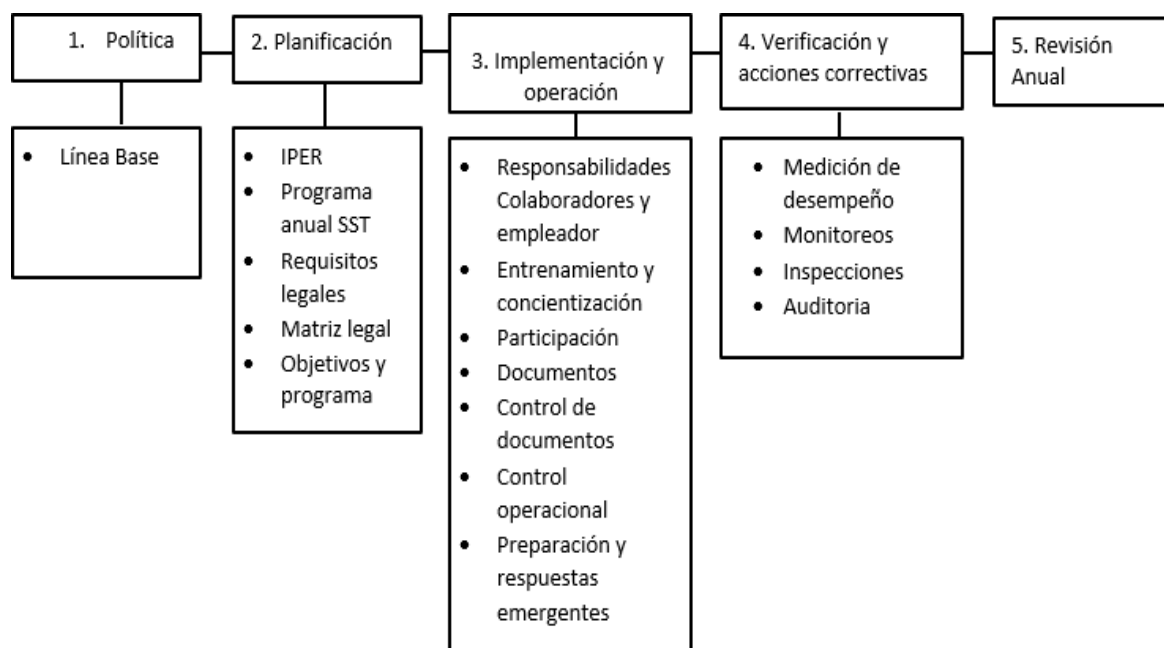 1. Política
Línea Base
2. Planificación
IPER
Programa
anual SST
Requisitos
legales
Matriz legal
Objetivos y
programa
3. Implementación y
operación
Responsabilidades
Colaboradores y
empleador
Entrenamiento y
concientización
Participación
Documentos
Control de
documentos
Control
operacional
Preparación y
respuestas
emergentes
4. Verificación y
acciones correctivas
Medición de
desempeño
Monitoreos
Inspecciones
Auditoria
5. Revisión
Anual